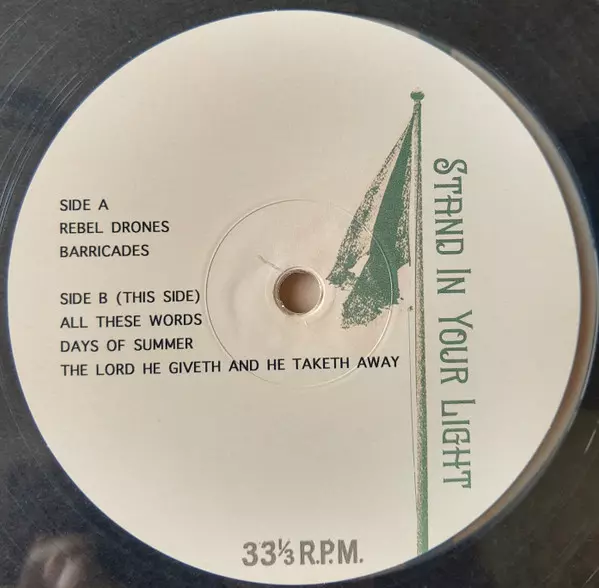 SIDE A
REBEL DRONES
BARRICADES
SIDE B (THIS SIDE)
ALL THESE WORDS
DAYS OF SUMMER
THE LORD HE GIVETH AND HE TAKETH AWAY
STAND IN YOUR LIGHT
33⅓ R.P.M.